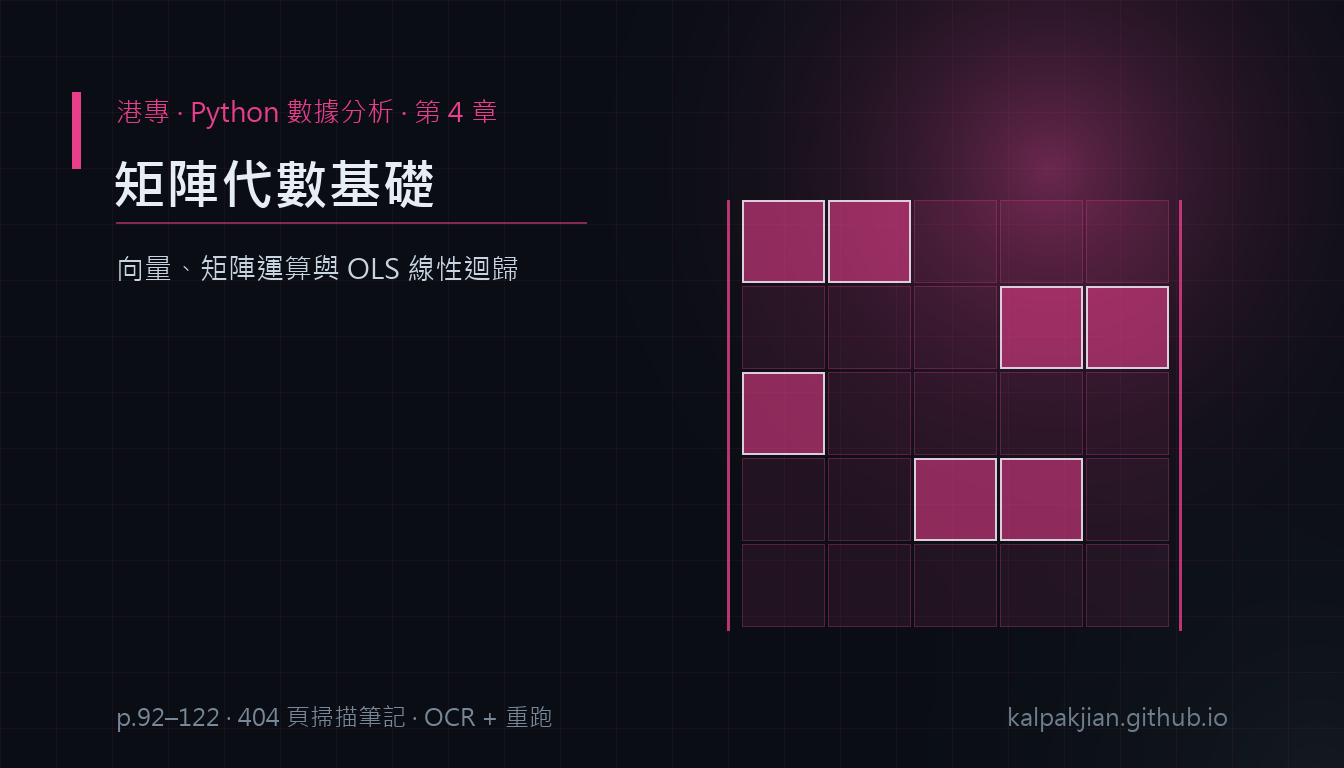 港專 · Python 數據分析 · 第 4 章
矩陣代數基礎
向量、矩陣運算與 OLS 線性迴歸
p.92–122 · 404 頁掃描筆記 · OCR + 重跑
kalpakjian.github.io